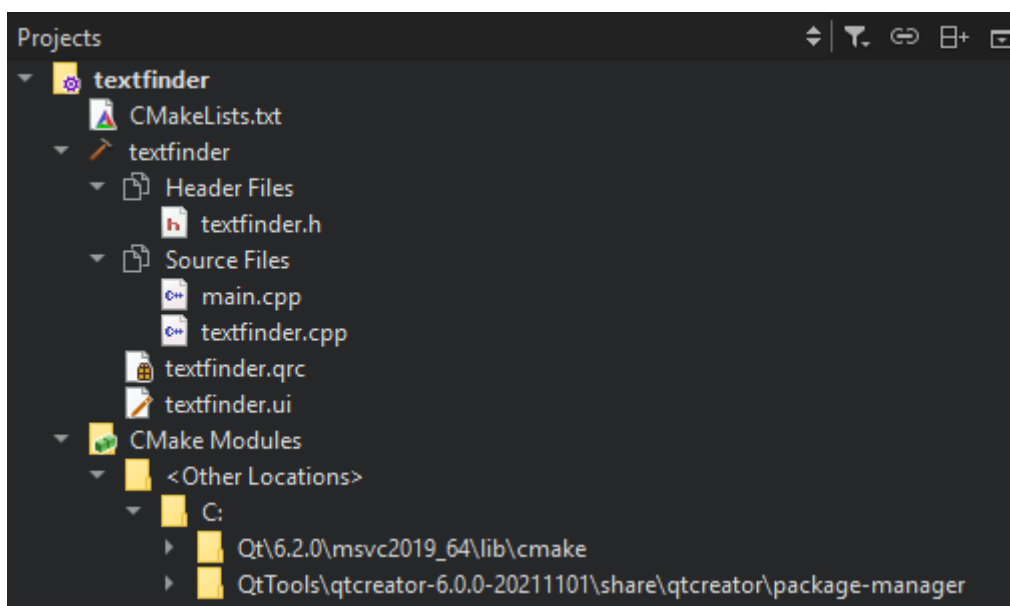 Projects
textfinder
CMakeLists.txt
textfinder
Header Files
h textfinder.h
Source Files
C++ main.cpp
C++ textfinder.cpp
textfinder.qrc
textfinder.ui
CMake Modules
<Other Locations>
C:
Qt\6.2.0\msvc2019_64\lib\cmake
QtTools\qtcreator-6.0.0-20211101\share\qtcreator\package-manager